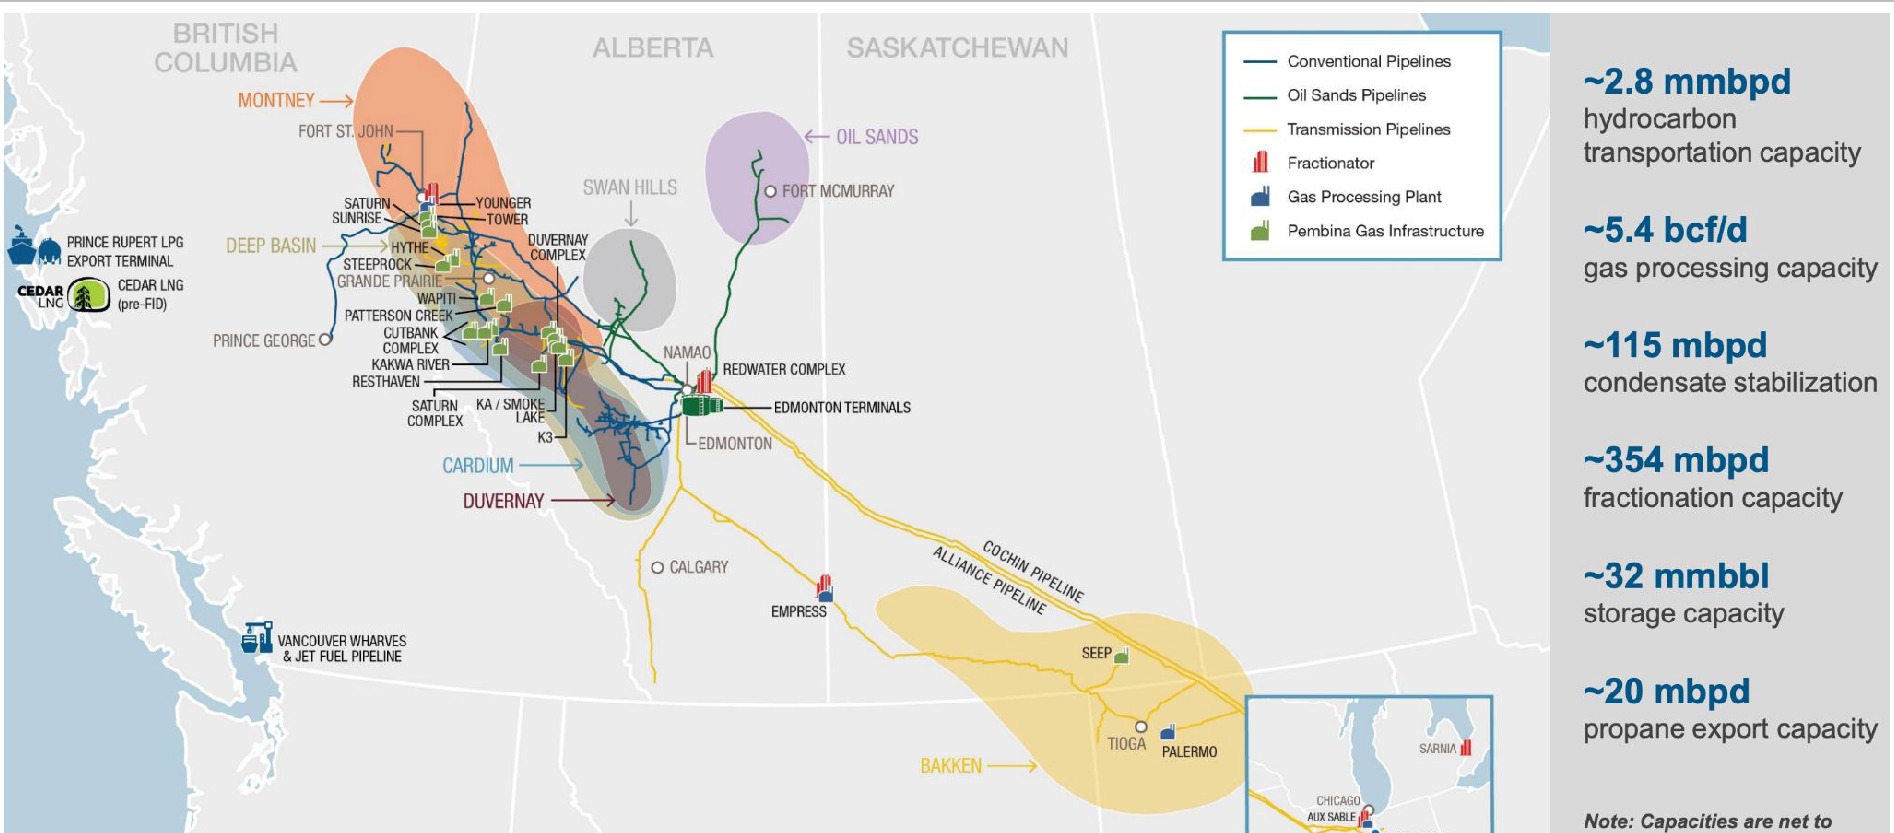 BRITISH
COLUMBIA
ALBERTA
SASKATCHEWAN
MONTNEY
FORT ST. JOHN
OIL SANDS
FORT MCMURRAY
SWAN HILLS
SATURN
SUNRISE
YOUNGER
TOWER
DEEP BASIN
HYTHE
DUVERNAY
COMPLEX
STEEPROCK
GRANDE PRAIRIE
WAPITI
PATTERSON CREEK
CUTBANK
COMPLEX
KAKWA RIVER
RESTHAVEN
SATURN
COMPLEX
KA / SMOKE
LAKE
K3
PRINCE RUPERT LPG
EXPORT TERMINAL
CEDAR
LNG
CEDAR LNG
(pre-FID)
PRINCE GEORGE
NAMAO
REDWATER COMPLEX
EDMONTON TERMINALS
EDMONTON
CARDIUM
DUVERNAY
CALGARY
EMPRESS
COCHIN PIPELINE
ALLIANCE PIPELINE
VANCOUVER WHARVES
& JET FUEL PIPELINE
SEEP
TIOGA
PALERMO
BAKKEN
SARNIA
CHICAGO
AUX SABLE
Conventional Pipelines
Oil Sands Pipelines
Transmission Pipelines
Fractionator
Gas Processing Plant
Pembina Gas Infrastructure
~2.8 mmbpd
hydrocarbon
transportation capacity
~5.4 bcf/d
gas processing capacity
~115 mbpd
condensate stabilization
~354 mbpd
fractionation capacity
~32 mmbbl
storage capacity
~20 mbpd
propane export capacity
Note: Capacities are net to